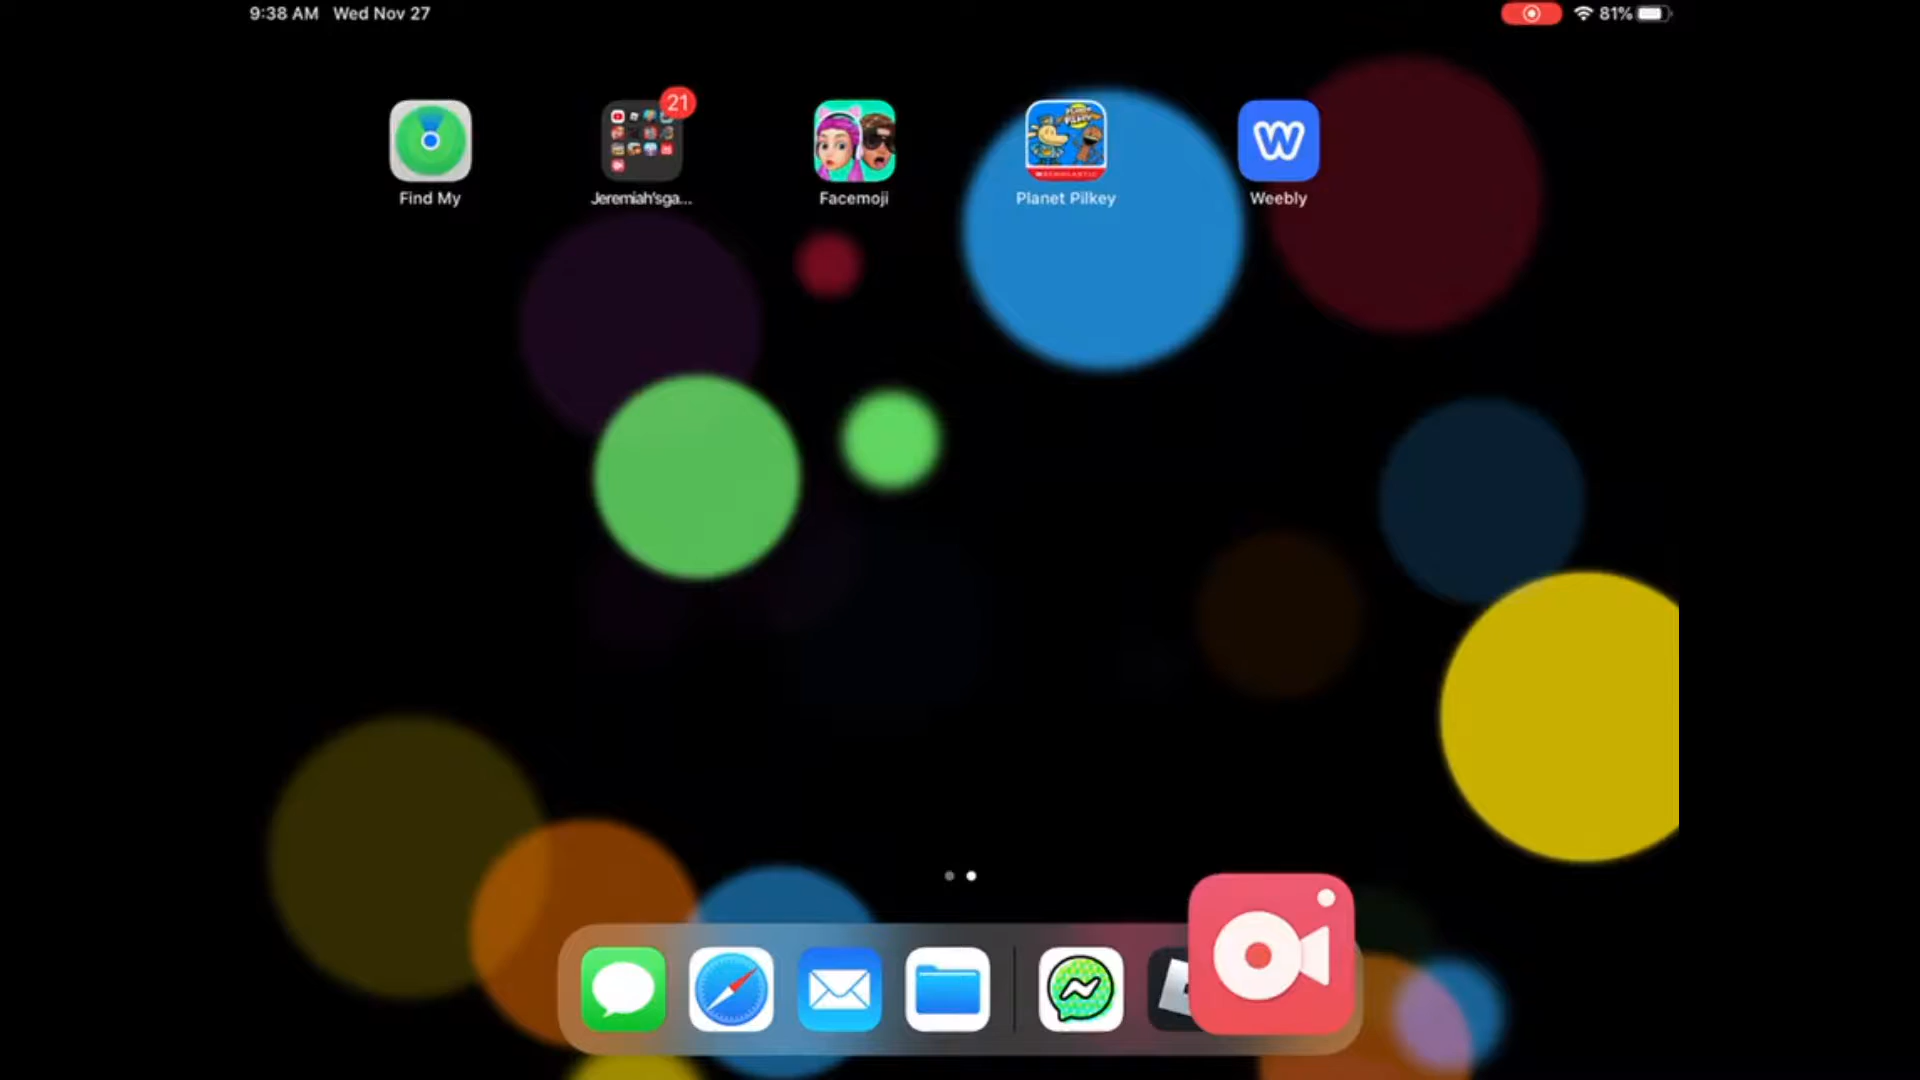 9:38 AM Wed Nov 27
81%
21
Find My
Jeremiah'sga...
Facemoji
Planet Pilkey
Weebly